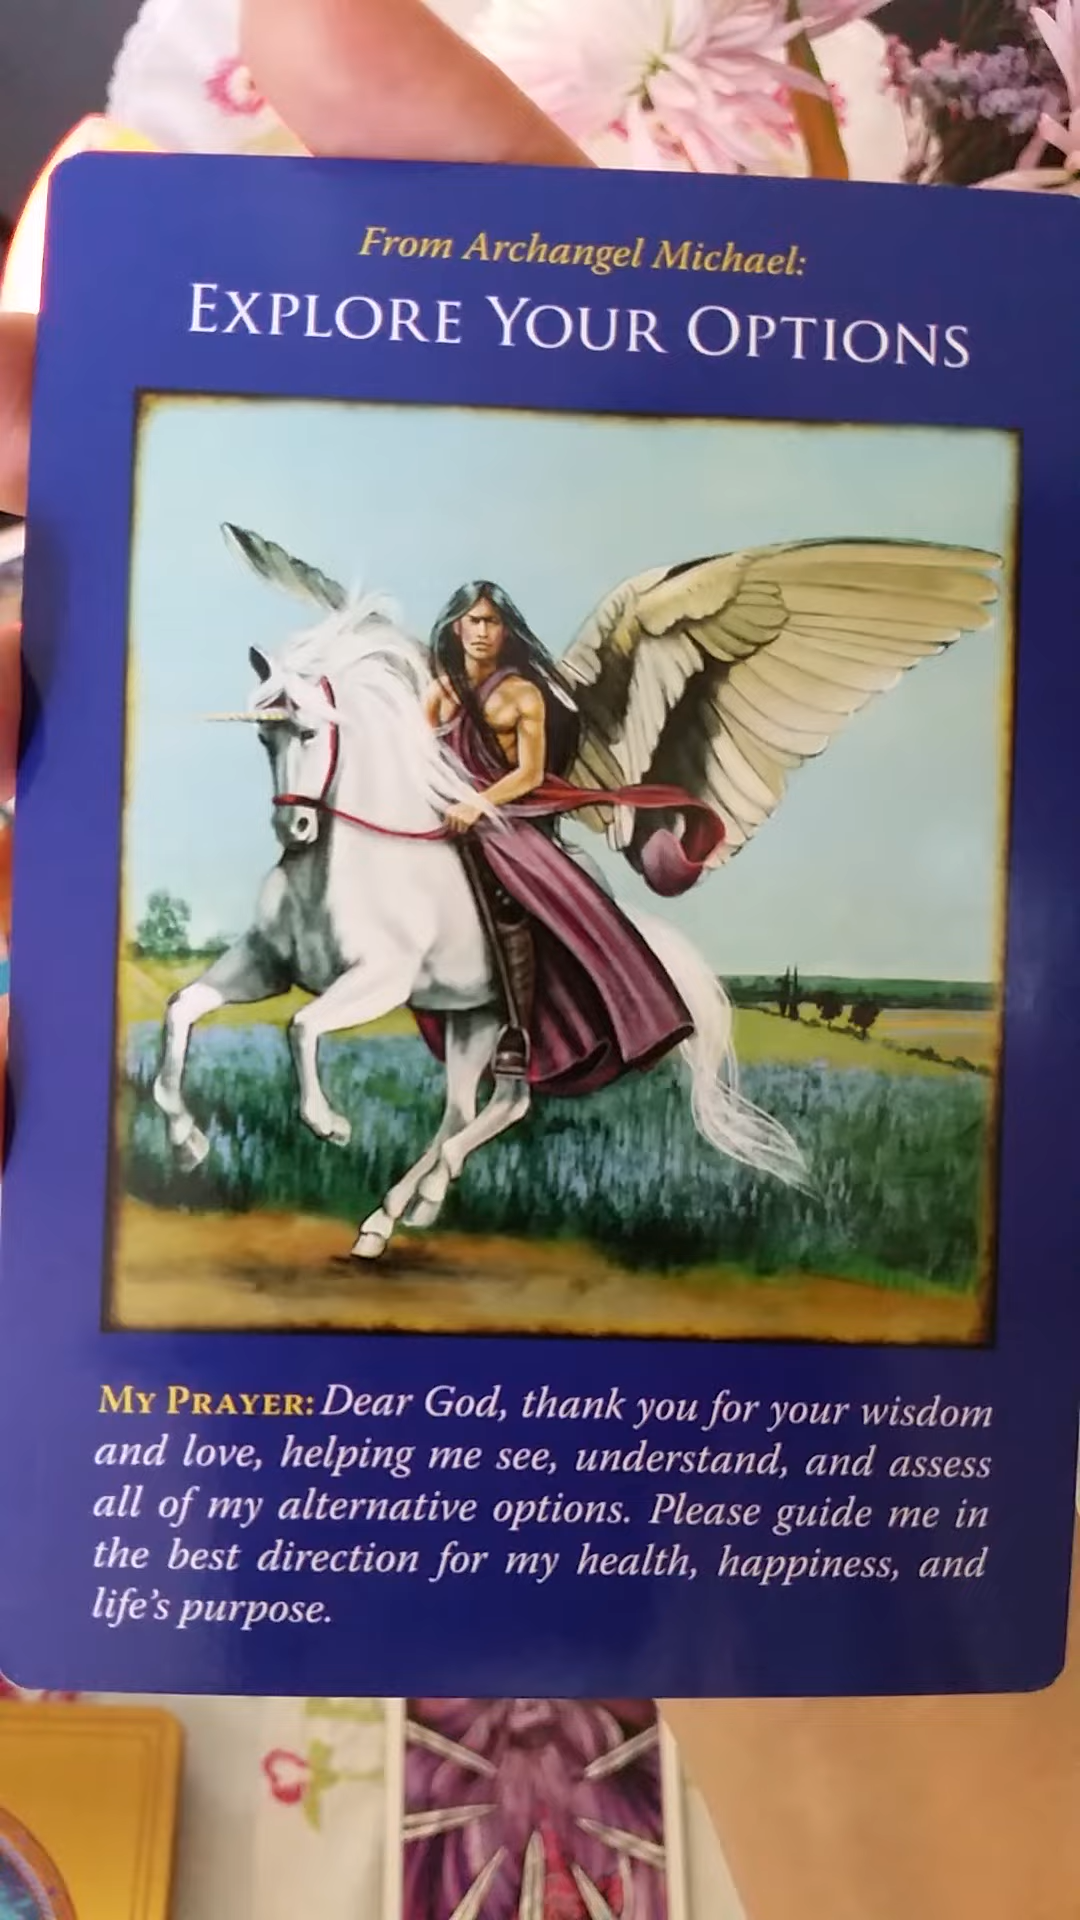 From Archangel Michael:
EXPLORE YOUR OPTIONS
MY PRAYER: Dear God, thank you for your wisdom
and love, helping me see, understand, and assess
all of my alternative options. Please guide me in
the best direction for my health, happiness, and
life's purpose.